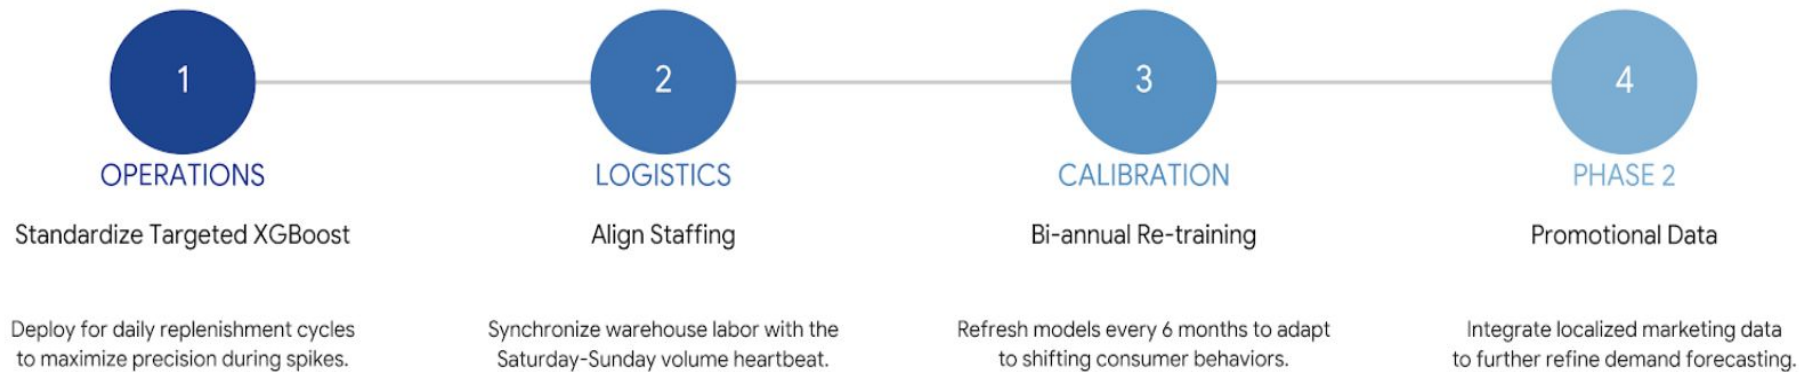 1
OPERATIONS
Standardize Targeted XGBoost
Deploy for daily replenishment cycles
to maximize precision during spikes.
2
LOGISTICS
Align Staffing
Synchronize warehouse labor with the
Saturday-Sunday volume heartbeat.
3
CALIBRATION
Bi-annual Re-training
Refresh models every 6 months to adapt
to shifting consumer behaviors.
4
PHASE 2
Promotional Data
Integrate localized marketing data
to further refine demand forecasting.